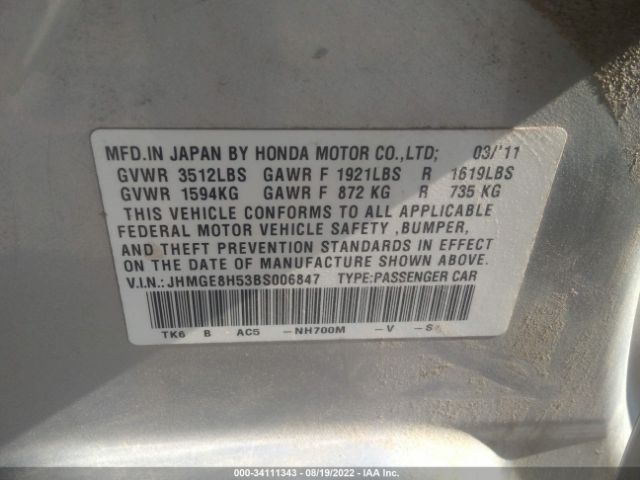 MFD.IN JAPAN BY HONDA MOTOR CO.,LTD; 03/'11
GVWR 3512LBS GAWR F 1921LBS R 1619LBS
GVWR 1594KG GAWR F 872 KG R 735 KG
THIS VEHICLE CONFORMS TO ALL APPLICABLE
FEDERAL MOTOR VEHICLE SAFETY ,BUMPER,
AND THEFT PREVENTION STANDARDS IN EFFECT
ON THE DATE OF MANUFACTURE SHOWN ABOVE.
V.I.N.:JHMGE8H53BS006847 TYPE:PASSENGER CAR
TK6 B AC5 -NH700M -V -S
000-34111343 - 08/19/2022 - IAA Inc.